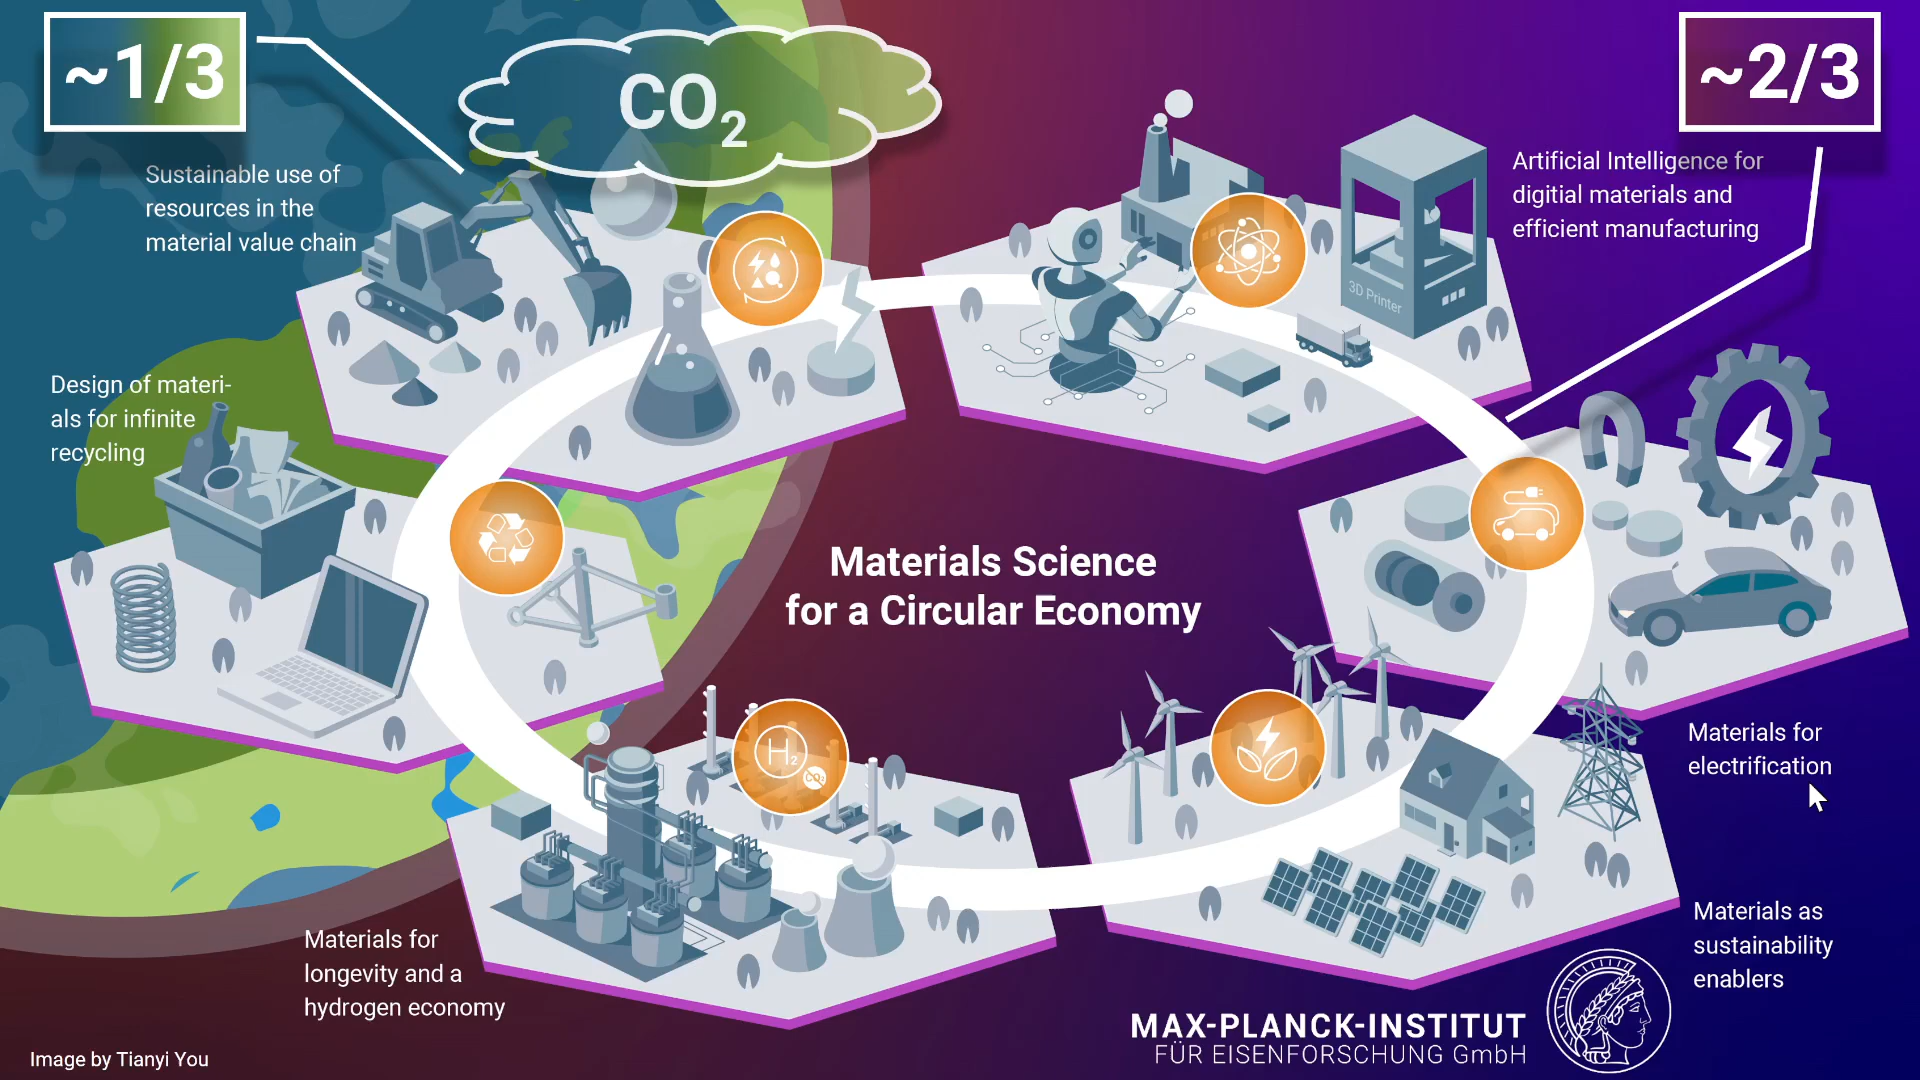 ~1/3
CO2
~2/3
Sustainable use of
resources in the
material value chain
Artificial Intelligence for
digitial materials and
efficient manufacturing
3D Printer
Design of materi-
als for infinite
recycling
Materials Science
for a Circular Economy
H2
CO2
Materials for
electrification
Materials for
longevity and a
hydrogen economy
Materials as
sustainability
enablers
MAX-PLANCK-INSTITUT
FÜR EISENFORSCHUNG GmbH
Image by Tianyi You